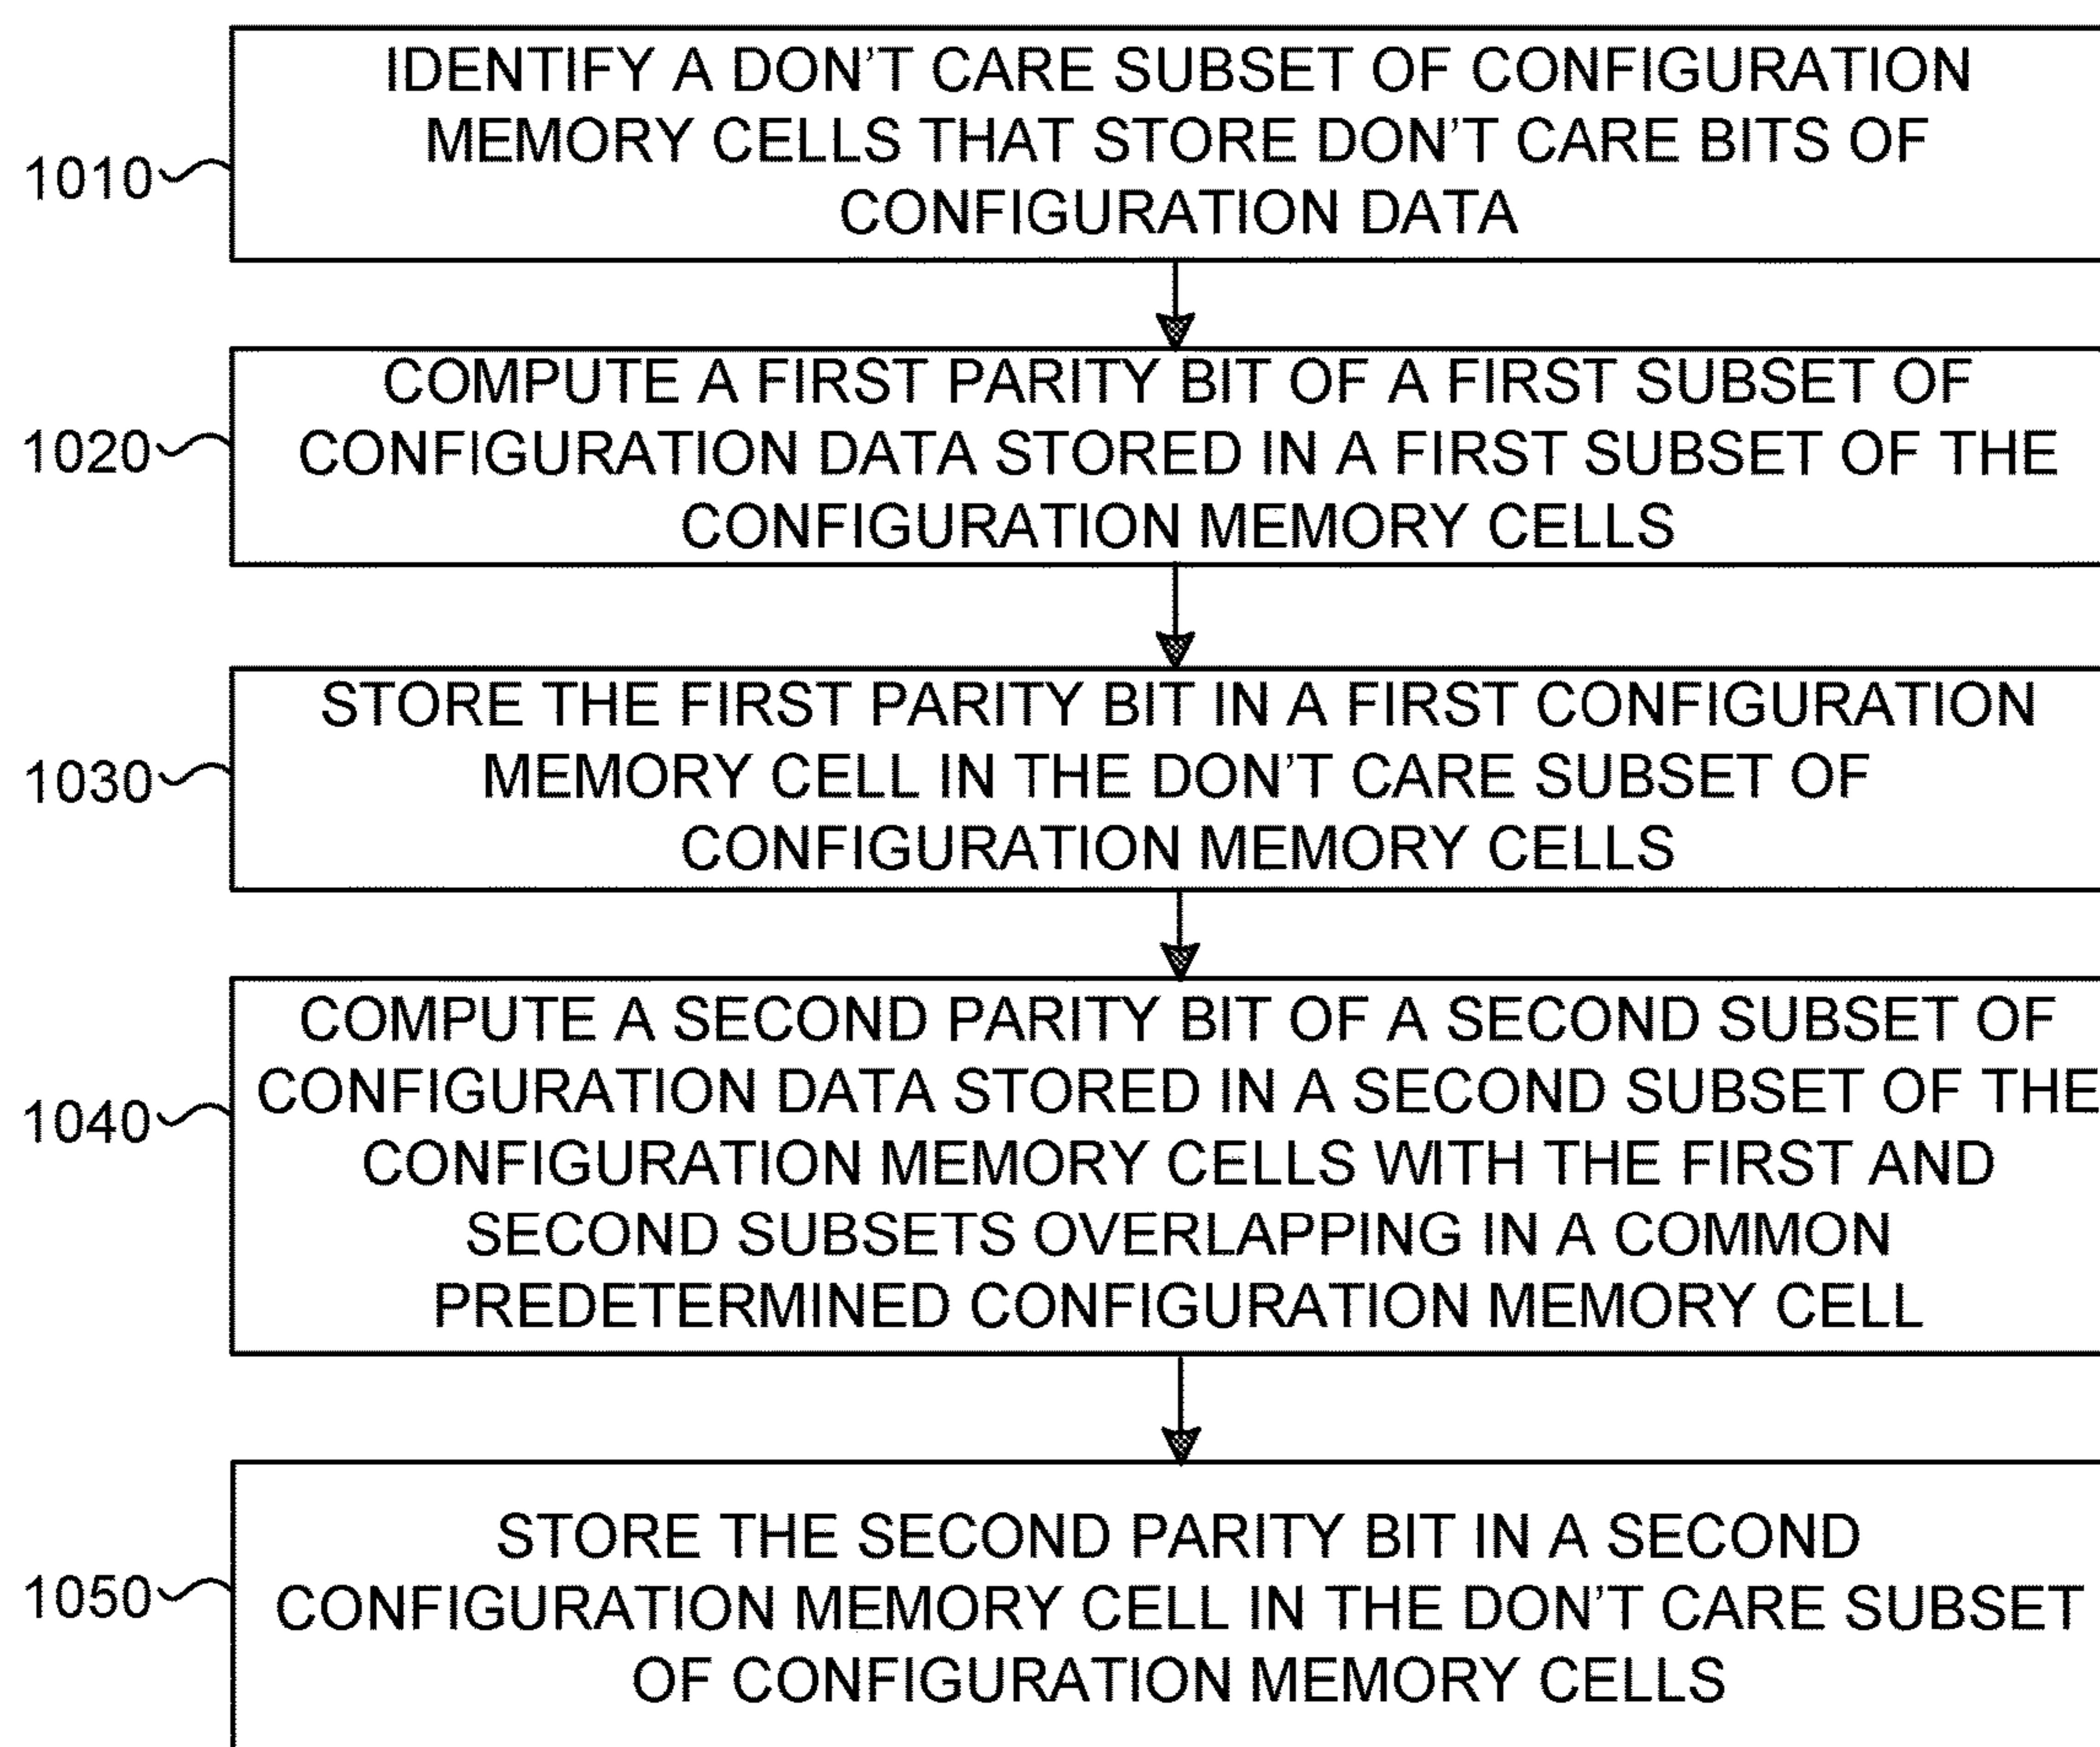 IDENTIFY A DON'T CARE SUBSET OF CONFIGURATION
MEMORY CELLS THAT STORE DON'T CARE BITS OF
CONFIGURATION DATA
1010
COMPUTE A FIRST PARITY BIT OF A FIRST SUBSET OF
CONFIGURATION DATA STORED IN A FIRST SUBSET OF THE
CONFIGURATION MEMORY CELLS
1020
STORE THE FIRST PARITY BIT IN A FIRST CONFIGURATION
MEMORY CELL IN THE DON'T CARE SUBSET OF
CONFIGURATION MEMORY CELLS
1030
COMPUTE A SECOND PARITY BIT OF A SECOND SUBSET OF
CONFIGURATION DATA STORED IN A SECOND SUBSET OF THE
CONFIGURATION MEMORY CELLS WITH THE FIRST AND
SECOND SUBSETS OVERLAPPING IN A COMMON
PREDETERMINED CONFIGURATION MEMORY CELL
1040
STORE THE SECOND PARITY BIT IN A SECOND
CONFIGURATION MEMORY CELL IN THE DON'T CARE SUBSET
OF CONFIGURATION MEMORY CELLS
1050